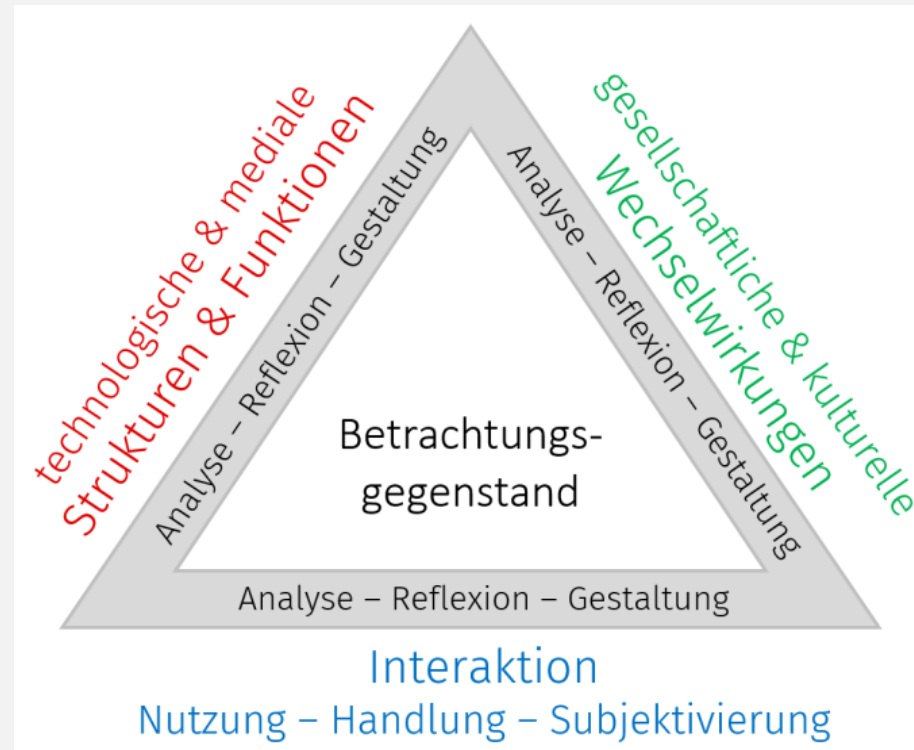 technologische & mediale
Strukturen & Funktionen
Analyse – Reflexion – Gestaltung
gesellschaftliche & kulturelle
Wechselwirkungen
Analyse – Reflexion – Gestaltung
Betrachtungs-
gegenstand
Analyse – Reflexion – Gestaltung
Interaktion
Nutzung – Handlung – Subjektivierung